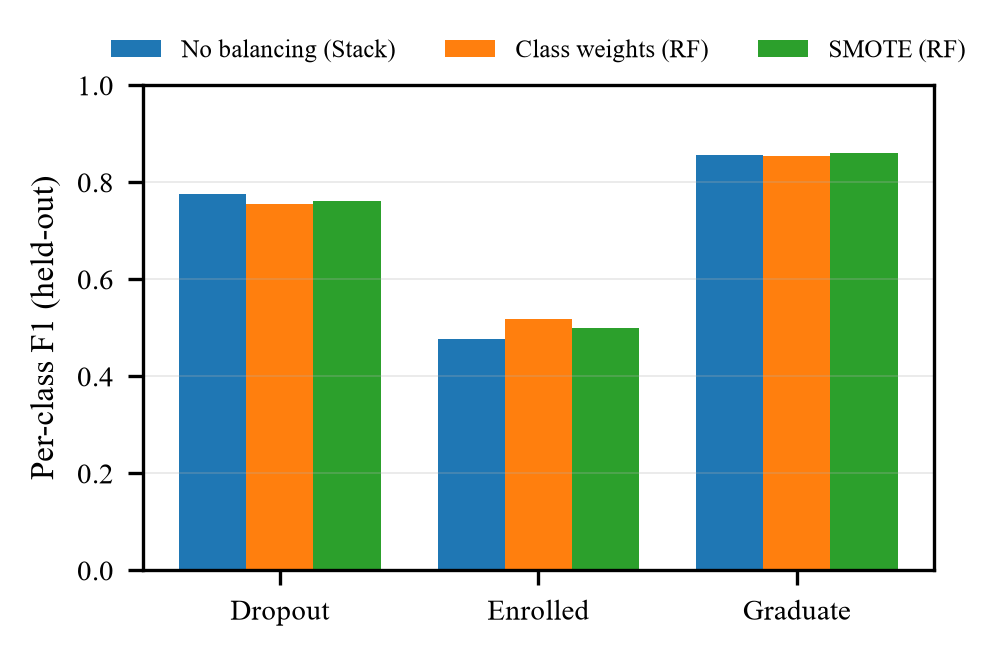 No balancing (Stack) Class weights (RF) SMOTE (RF)
1.0
0.8
0.6
0.4
0.2
0.0
Per-class F1 (held-out)
Dropout Enrolled Graduate